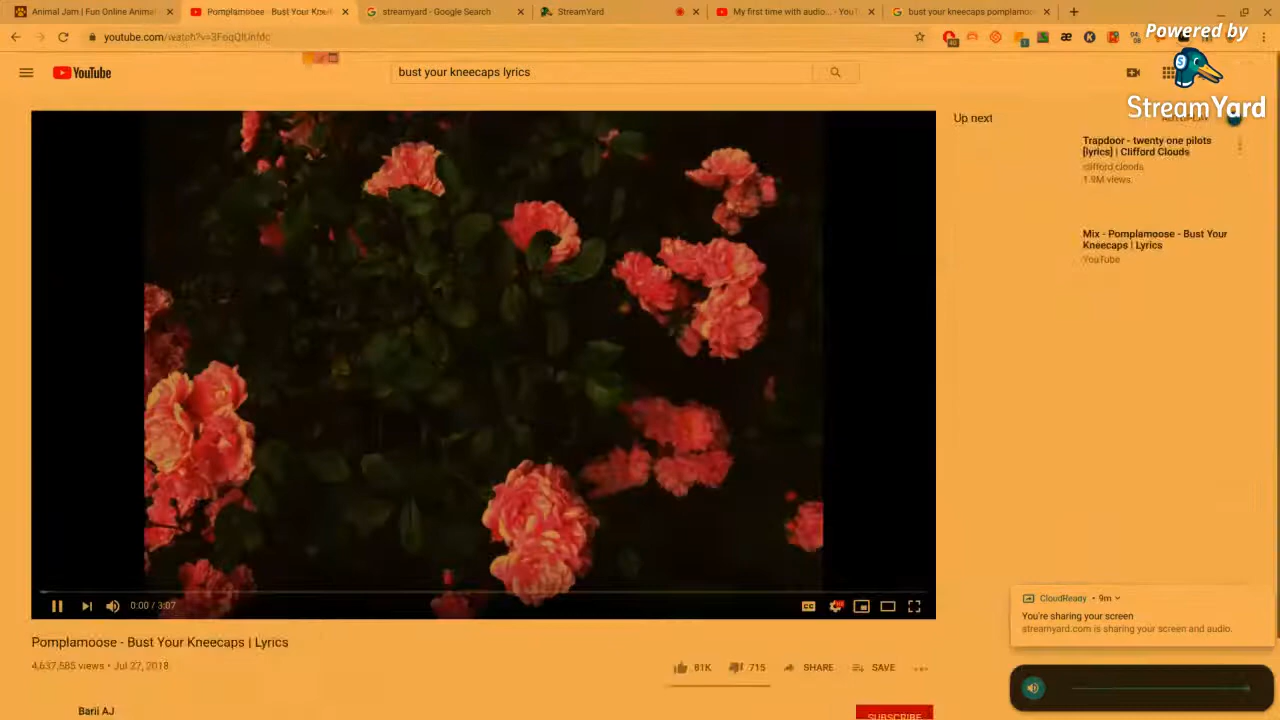 Animal Jam | Fun Online Animal
Pomplamoose - Bust Your Knee
streamyard - Google Search
StreamYard
My first time with audio... - YouT
bust your kneecaps pomplamoo
Powered by
StreamYard
youtube.com/watch?v=
YouTube
bust your kneecaps lyrics
Up next
Trapdoor - twenty one pilots
[lyrics] | Clifford Clouds
clifford clouds
1.9M views
Mix - Pomplamoose - Bust Your
Kneecaps | Lyrics
YouTube
0:00 / 3:07
CC
Pomplamoose - Bust Your Kneecaps | Lyrics
4,637,585 views • Jul 27, 2018
81K
715
SHARE
SAVE
Barii AJ
SUBSCRIBE
CloudReady • 9m
You're sharing your screen
streamyard.com is sharing your screen and audio.